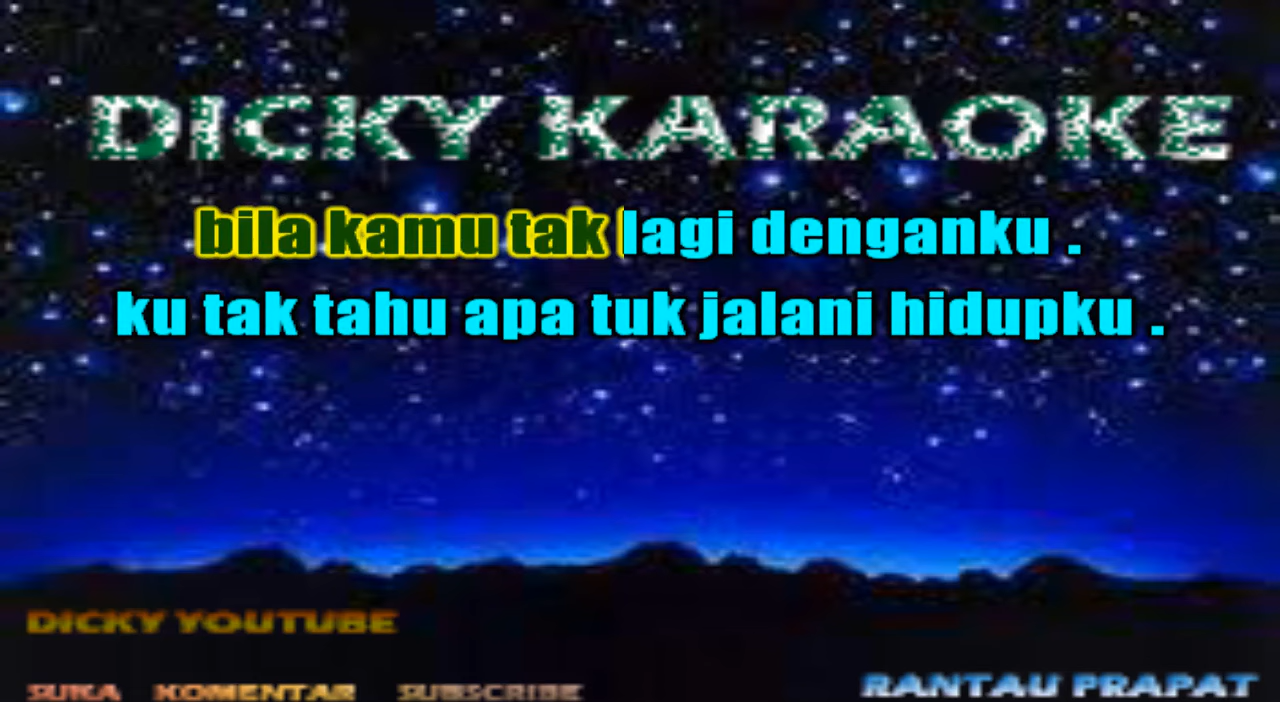 DICKY KARAOKE
bila kamu tak lagi denganku .
ku tak tahu apa tuk jalani hidupku .
DICKY YOUTUBE
SUKA KOMENTAR SUBSCRIBE
RANTAU PRAPAT